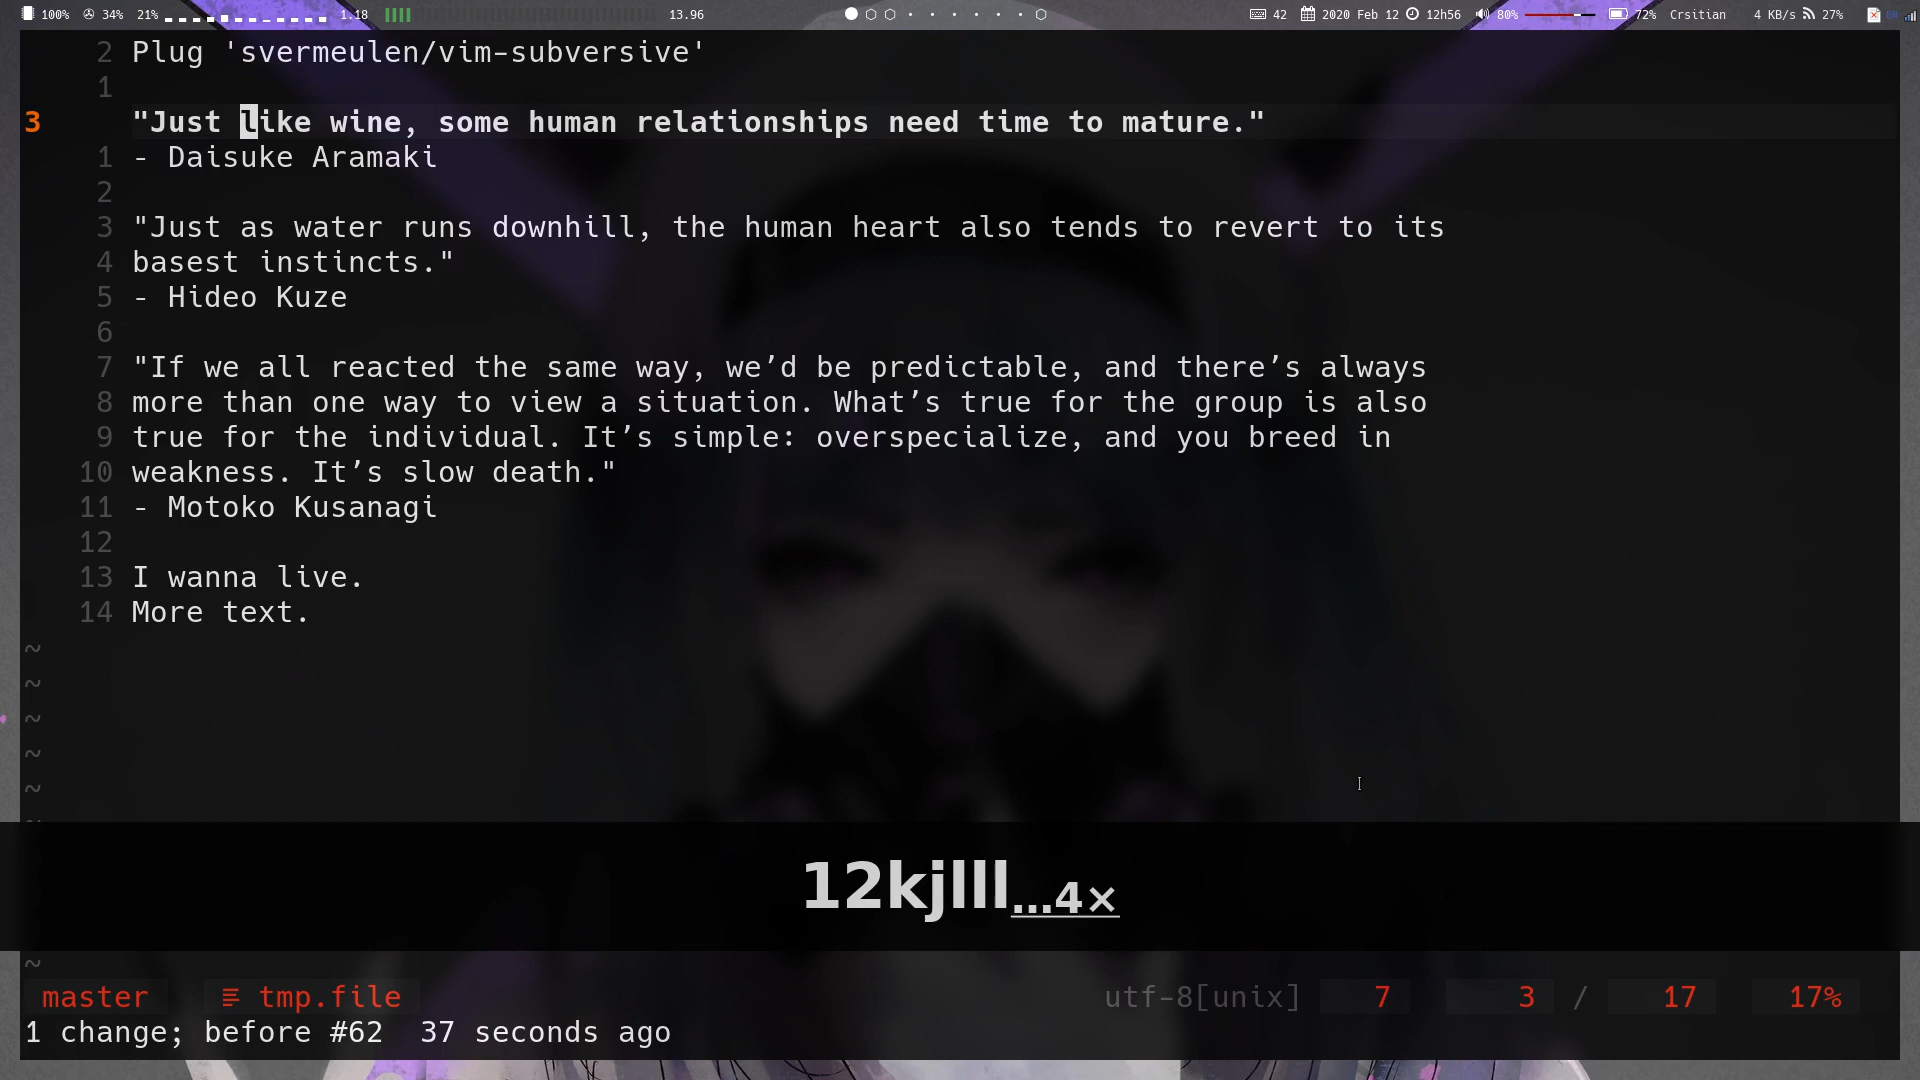 100% 34% 21% 1.18 13.96 42 2020 Feb 12 12h56 80% 72% Crsitian 4 KB/s 27% EN
2 Plug 'svermeulen/vim-subversive'
1
3 "Just like wine, some human relationships need time to mature."
1 - Daisuke Aramaki
2
3 "Just as water runs downhill, the human heart also tends to revert to its
4 basest instincts."
5 - Hideo Kuze
6
7 "If we all reacted the same way, we’d be predictable, and there’s always
8 more than one way to view a situation. What’s true for the group is also
9 true for the individual. It’s simple: overspecialize, and you breed in
10 weakness. It’s slow death."
11 - Motoko Kusanagi
12
13 I wanna live.
14 More text.
~
~
~
~
~
12kjlll...4×
~
master tmp.file utf-8[unix] 7 3 / 17 17%
1 change; before #62 37 seconds ago